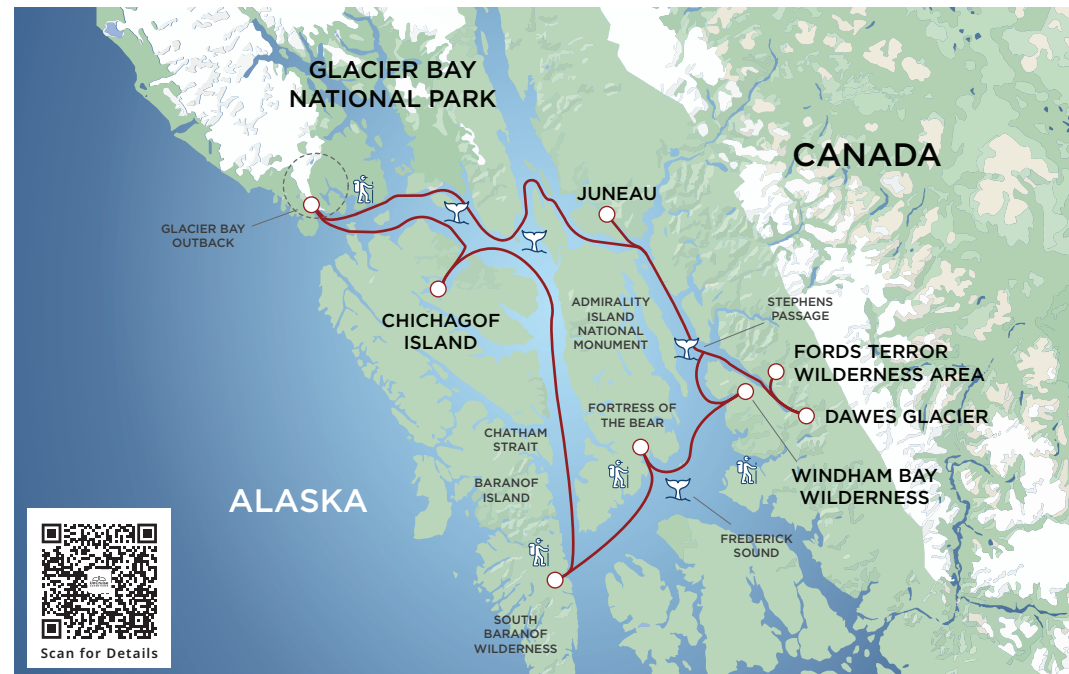 GLACIER BAY
NATIONAL PARK
CANADA
JUNEAU
GLACIER BAY
OUTBACK
CHICHAGOF
ISLAND
ADMIRALITY
ISLAND
NATIONAL
MONUMENT
STEPHENS
PASSAGE
FORDS TERROR
WILDERNESS AREA
DAWES GLACIER
FORTRESS OF
THE BEAR
CHATHAM
STRAIT
WINDHAM BAY
WILDERNESS
BARANOF
ISLAND
ALASKA
FREDERICK
SOUND
SOUTH
BARANOF
WILDERNESS
Scan for Details